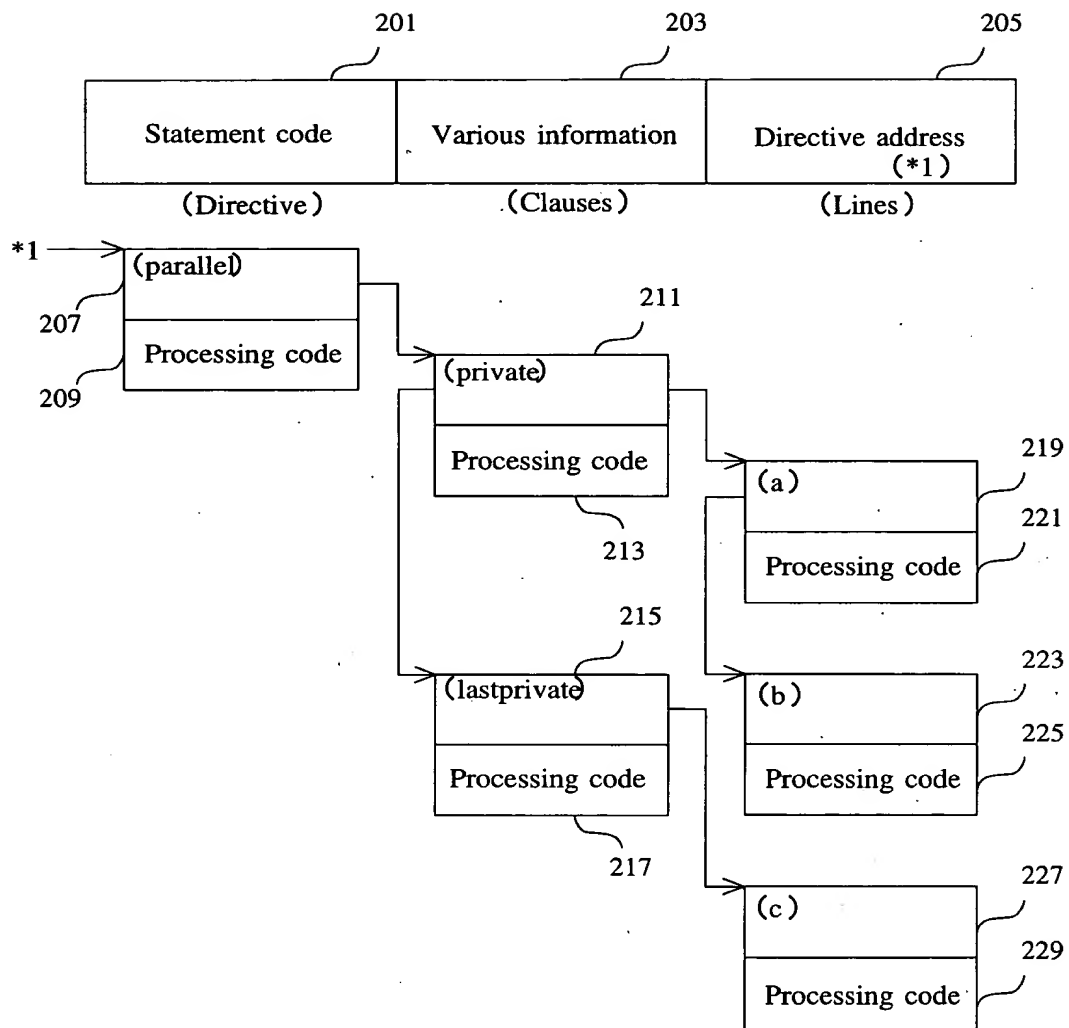 201 203 205
Statement code Various information Directive address
(*1)
(Directive) (Clauses) (Lines)
*1 (parallel)
207 211
Processing code (private)
209
Processing code 219
(a)
213 221
Processing code
215
(lastprivate) 223
(b)
Processing code 225
Processing code
217
227
(c)
229
Processing code